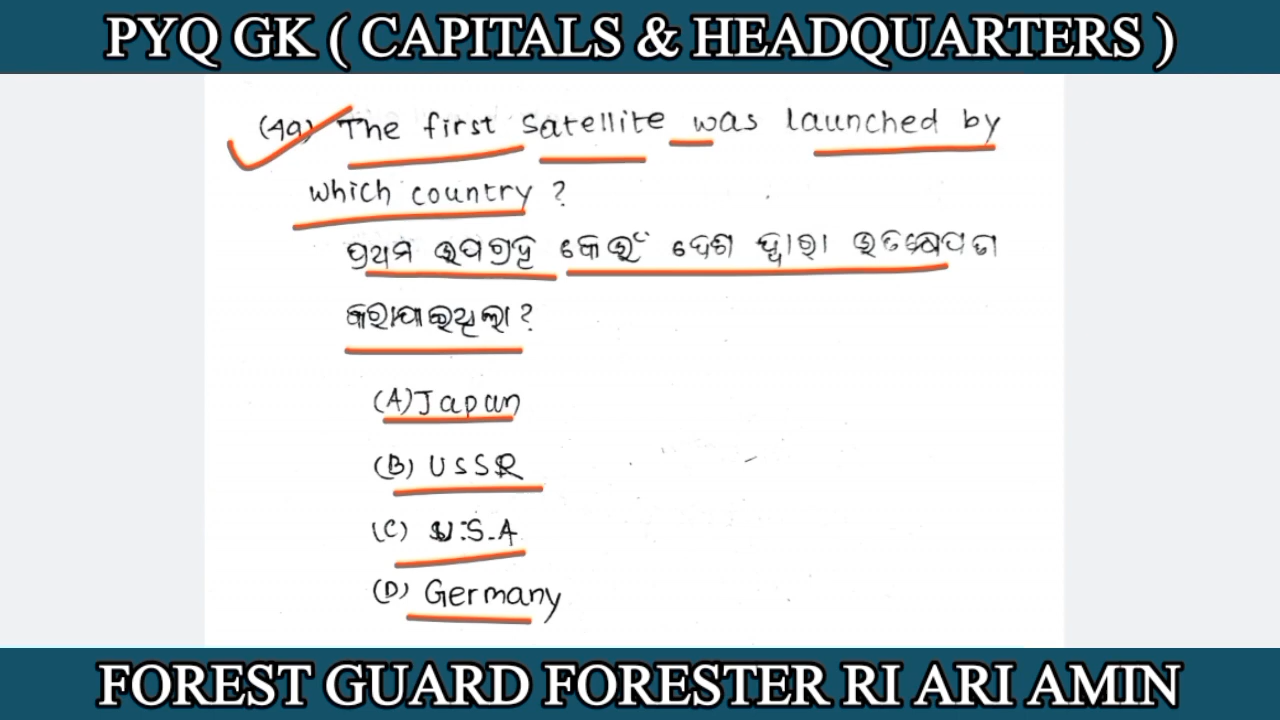 PYQ GK ( CAPITALS & HEADQUARTERS )
(49) The first satellite was launched by
which country ?
ପ୍ରଥମ ଉପଗ୍ରହ କେଉଁ ଦେଶ ଦ୍ୱାରା ଉତକ୍ଷେପଣ
କରାଯାଇଥିଲା ?
(A) Japan
(B) USSR
(C) U.S.A
(D) Germany
FOREST GUARD FORESTER RI ARI AMIN